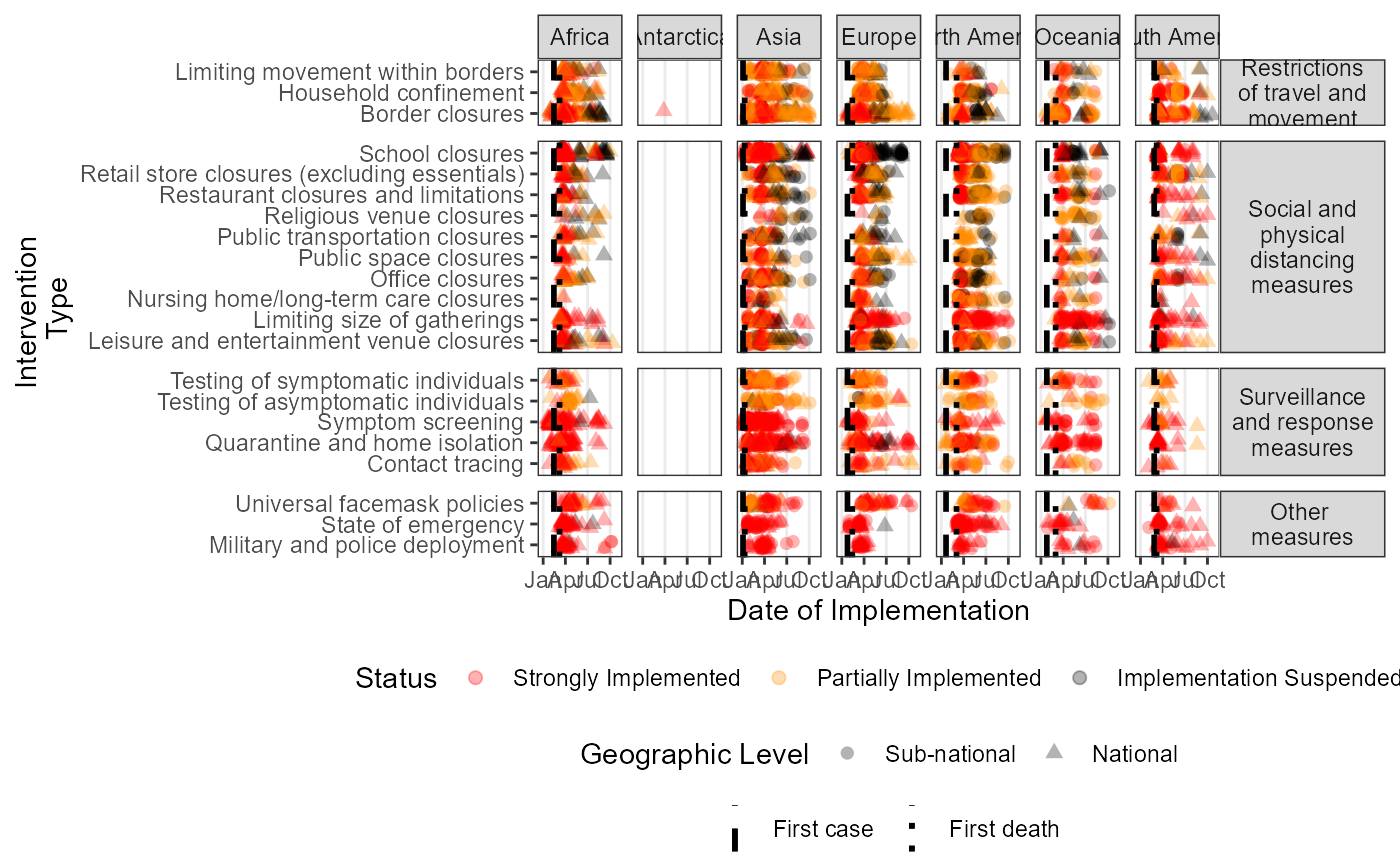 Africa
Antarctica
Asia
Europe
rth Amer
Oceania
uth Amer
Limiting movement within borders
Household confinement
Border closures
Restrictions
of travel and
movement
School closures
Retail store closures (excluding essentials)
Restaurant closures and limitations
Religious venue closures
Public transportation closures
Public space closures
Office closures
Nursing home/long-term care closures
Limiting size of gatherings
Leisure and entertainment venue closures
Social and
physical
distancing
measures
Testing of symptomatic individuals
Testing of asymptomatic individuals
Symptom screening
Quarantine and home isolation
Contact tracing
Surveillance
and response
measures
Universal facemask policies
State of emergency
Military and police deployment
Other
measures
Intervention
Type
Jan Apr Jul Oct Jan Apr Jul Oct Jan Apr Jul Oct Jan Apr Jul Oct Jan Apr Jul Oct Jan Apr Jul Oct Jan Apr Jul Oct
Date of Implementation
Status Strongly Implemented Partially Implemented Implementation Suspended
Geographic Level Sub-national National
First case First death